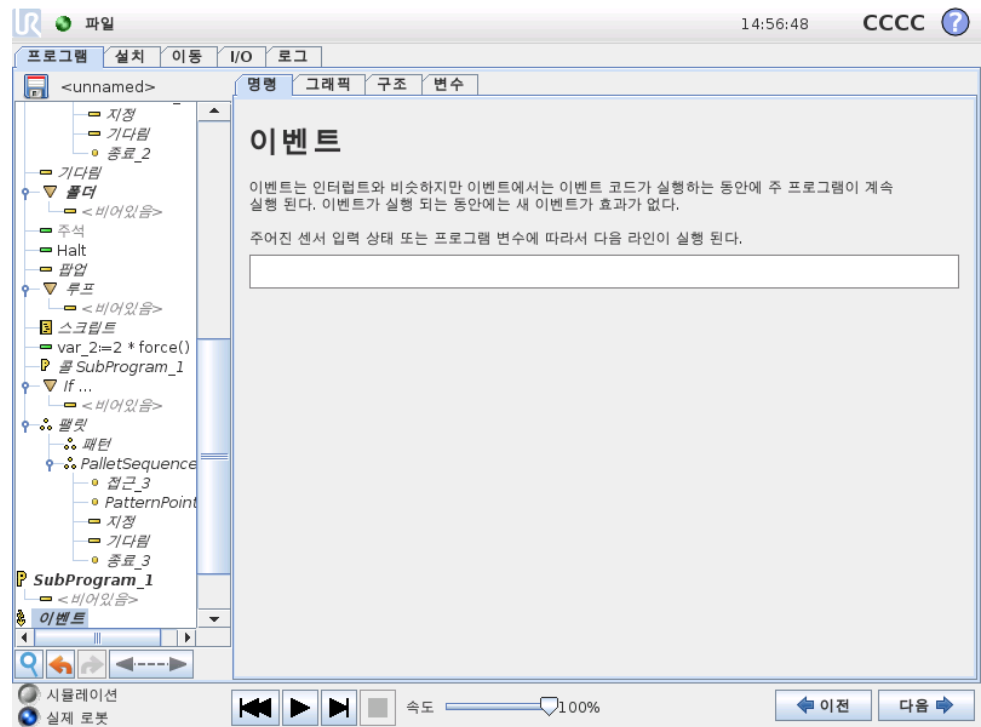 UR 파일 14:56:48 CCCC ?
프로그램 설치 이동 I/O 로그
<unnamed>
명령 그래픽 구조 변수
지정
기다림
종료_2
기다림
폴더
<비어있음>
주석
Halt
팝업
루프
<비어있음>
스크립트
var_2:=2 * force()
콜 SubProgram_1
If ...
<비어있음>
팰릿
패턴
PalletSequence
접근_3
PatternPoint
지정
기다림
종료_3
SubProgram_1
<비어있음>
이벤트
이벤트
이벤트는 인터럽트와 비슷하지만 이벤트에서는 이벤트 코드가 실행하는 동안에 주 프로그램이 계속
실행 된다. 이벤트가 실행 되는 동안에는 새 이벤트가 효과가 없다.
주어진 센서 입력 상태 또는 프로그램 변수에 따라서 다음 라인이 실행 된다.
시뮬레이션
실제 로봇
속도 100%
이전 다음